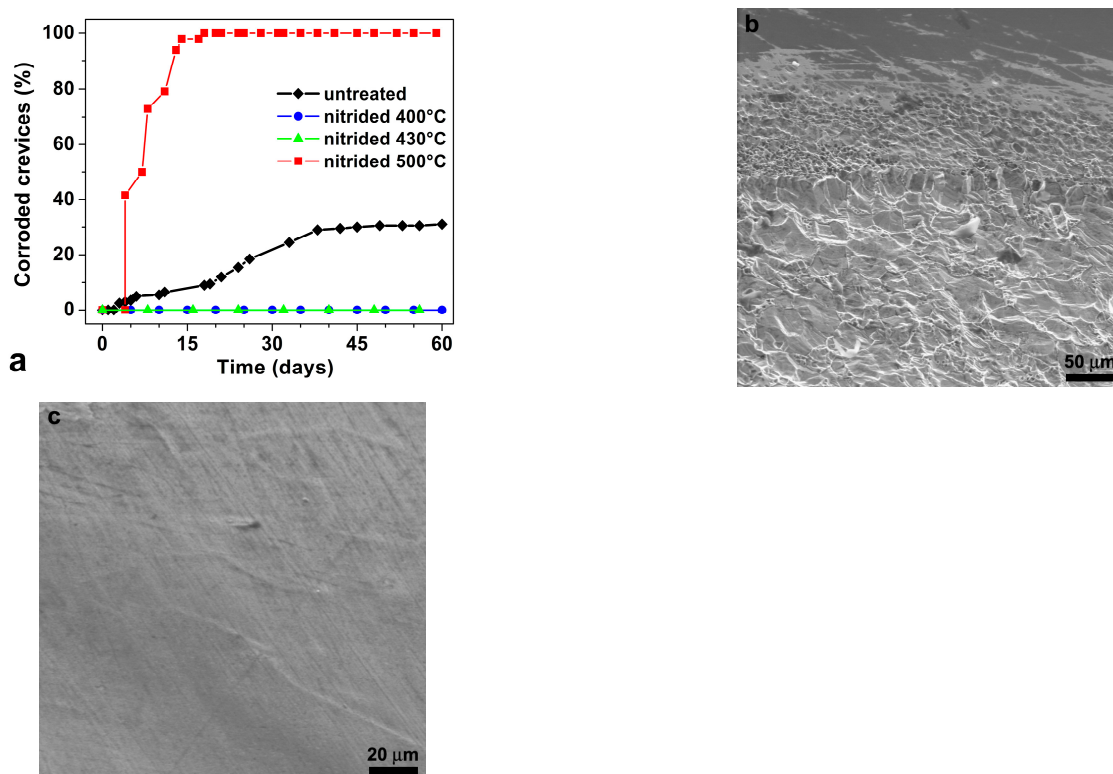 100
80
60
40
20
0
Corroded crevices (%)
untreated
nitrided 400°C
nitrided 430°C
nitrided 500°C
0 15 30 45 60
Time (days)
a
b
50 μm
c
20 μm